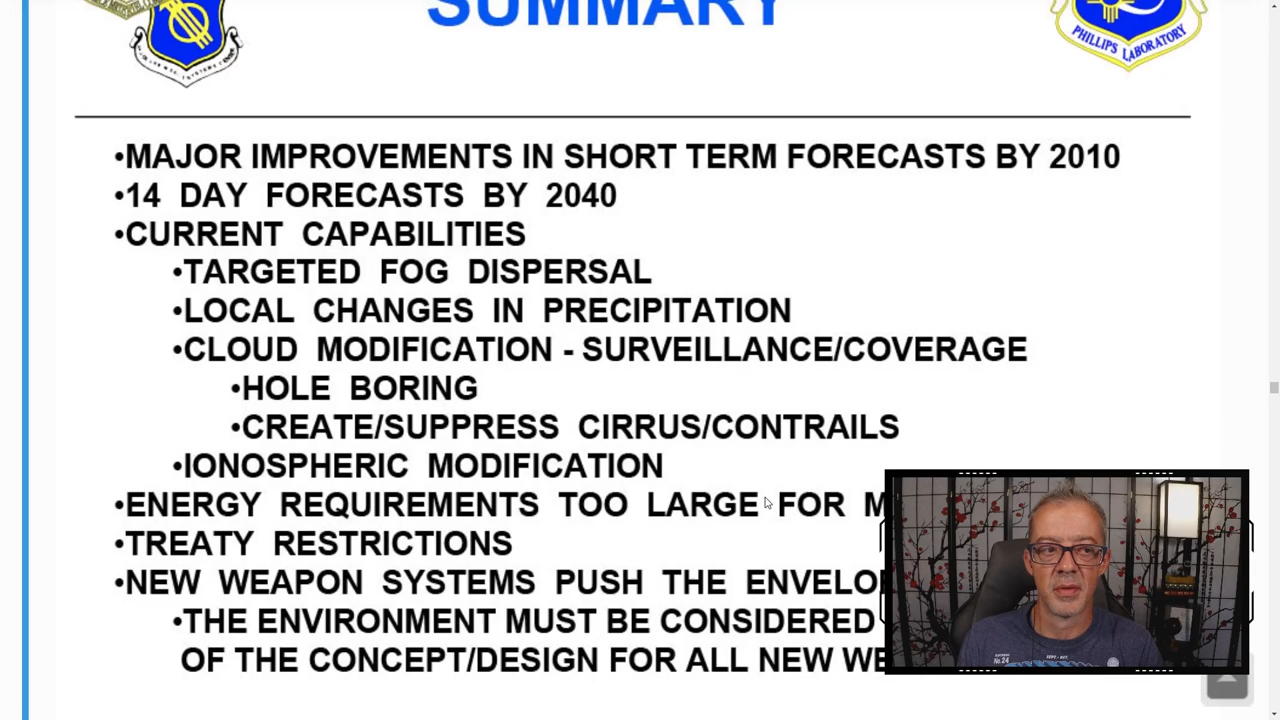 SUMMARY
PHILLIPS LABORATORY
•MAJOR IMPROVEMENTS IN SHORT TERM FORECASTS BY 2010
•14 DAY FORECASTS BY 2040
•CURRENT CAPABILITIES
•TARGETED FOG DISPERSAL
•LOCAL CHANGES IN PRECIPITATION
•CLOUD MODIFICATION - SURVEILLANCE/COVERAGE
•HOLE BORING
•CREATE/SUPPRESS CIRRUS/CONTRAILS
•IONOSPHERIC MODIFICATION
•ENERGY REQUIREMENTS TOO LARGE FOR
•TREATY RESTRICTIONS
•NEW WEAPON SYSTEMS PUSH THE
•THE ENVIRONMENT MUST BE CONSIDERED
OF THE CONCEPT/DESIGN FOR ALL NEW
No.24